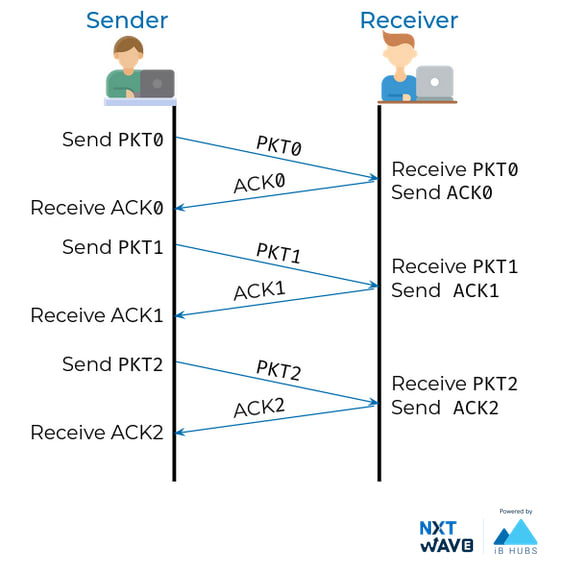 Sender
Receiver
Send PKT0
PKT0
Receive PKT0
Send ACK0
ACK0
Receive ACK0
Send PKT1
PKT1
Receive PKT1
Send ACK1
ACK1
Receive ACK1
Send PKT2
PKT2
Receive PKT2
Send ACK2
ACK2
Receive ACK2
Powered by
NXT
WAVE
iB HUBS